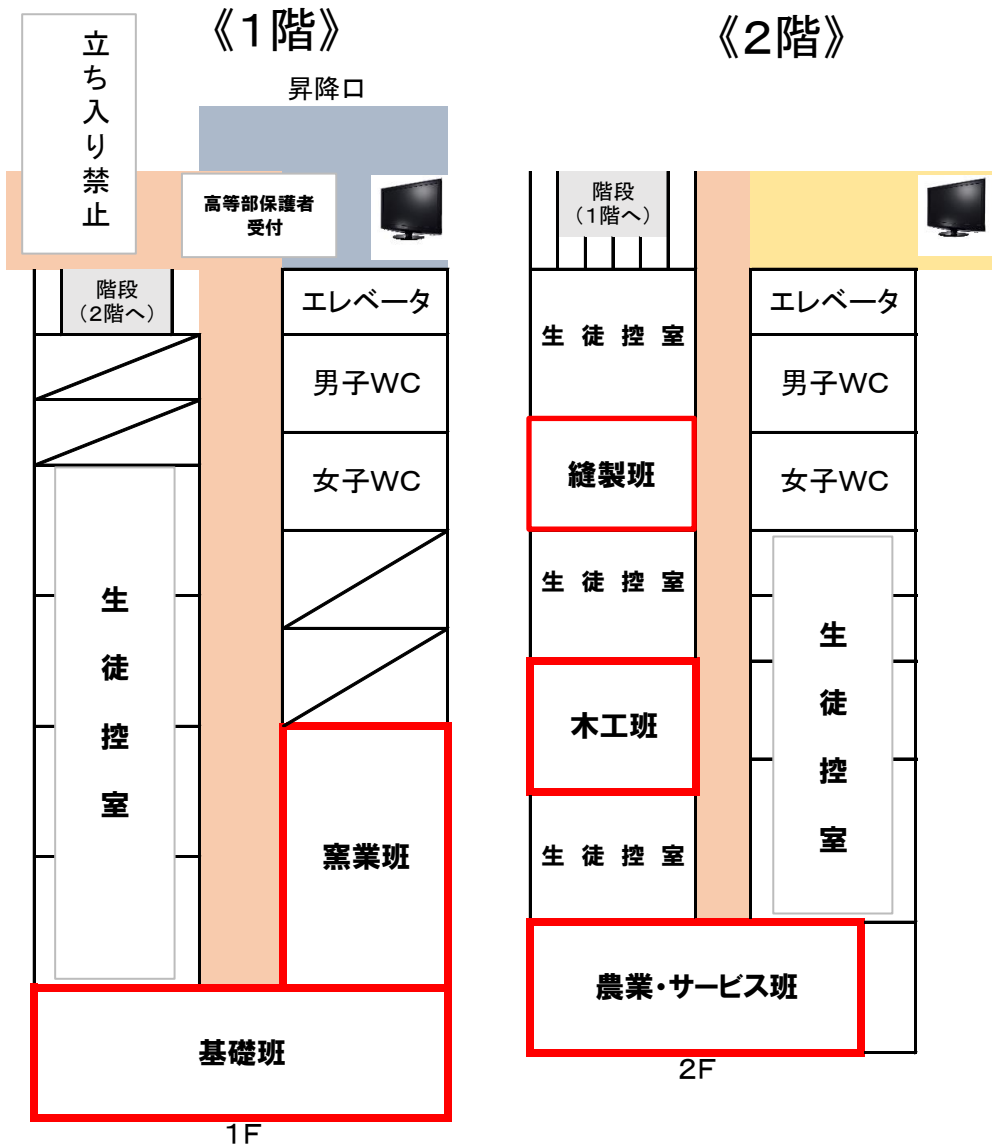 《1階》
立ち入り禁止
昇降口
高等部保護者
受付
階段
（2階へ）
エレベータ
男子WC
女子WC
生徒控室
窯業班
基礎班
1F
《2階》
階段
（1階へ）
エレベータ
生徒控室
男子WC
縫製班
女子WC
生徒控室
生徒控室
木工班
生徒控室
農業・サービス班
2F